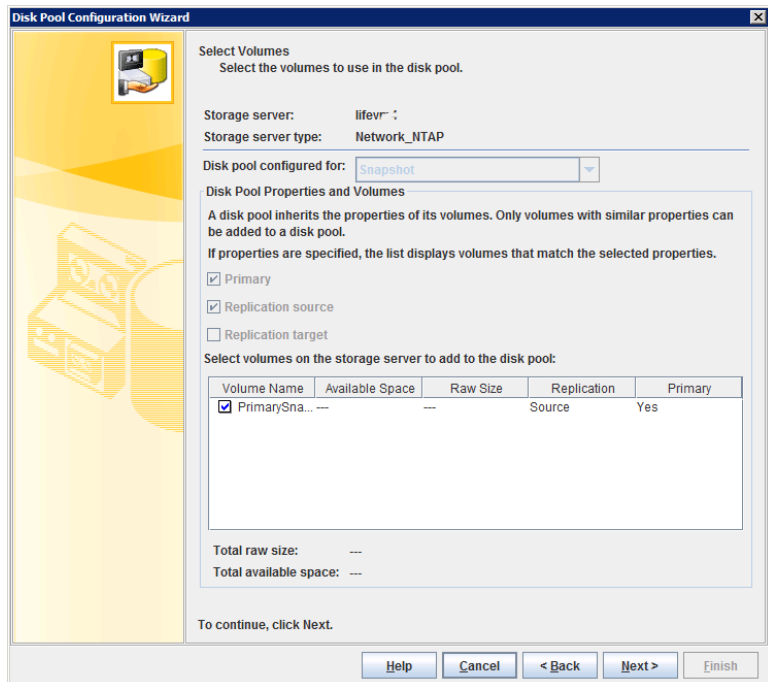 Disk Pool Configuration Wizard
Select Volumes
Select the volumes to use in the disk pool.
Storage server:
Storage server type: Network_NTAP
Disk pool configured for: Snapshot
Disk Pool Properties and Volumes
A disk pool inherits the properties of its volumes. Only volumes with similar properties can
be added to a disk pool.
If properties are specified, the list displays volumes that match the selected properties.
Primary
Replication source
Replication target
Select volumes on the storage server to add to the disk pool:
Volume Name Available Space Raw Size Replication Primary
PrimarySna... --- --- Source Yes
Total raw size: ---
Total available space: ---
To continue, click Next.
Help Cancel < Back Next > Finish